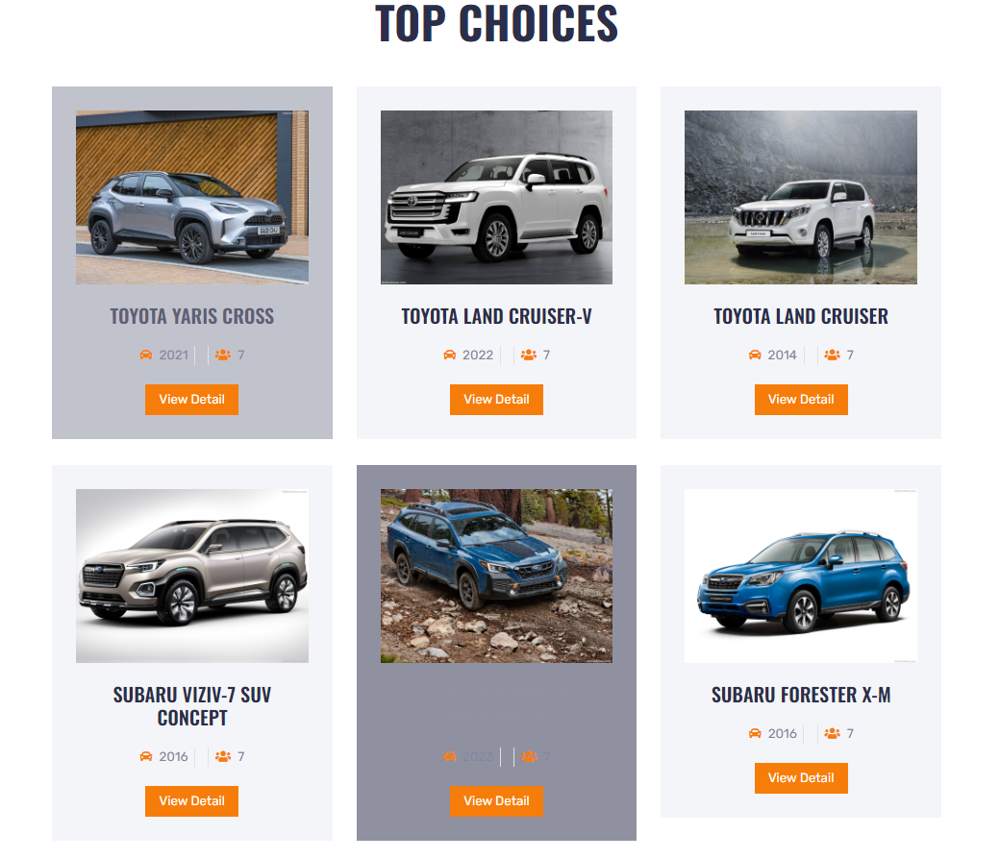 TOP CHOICES
TOYOTA YARIS CROSS
2021 7
View Detail
TOYOTA LAND CRUISER-V
2022 7
View Detail
TOYOTA LAND CRUISER
2014 7
View Detail
SUBARU VIZIV-7 SUV
CONCEPT
2016 7
View Detail
2023 7
View Detail
SUBARU FORESTER X-M
2016 7
View Detail